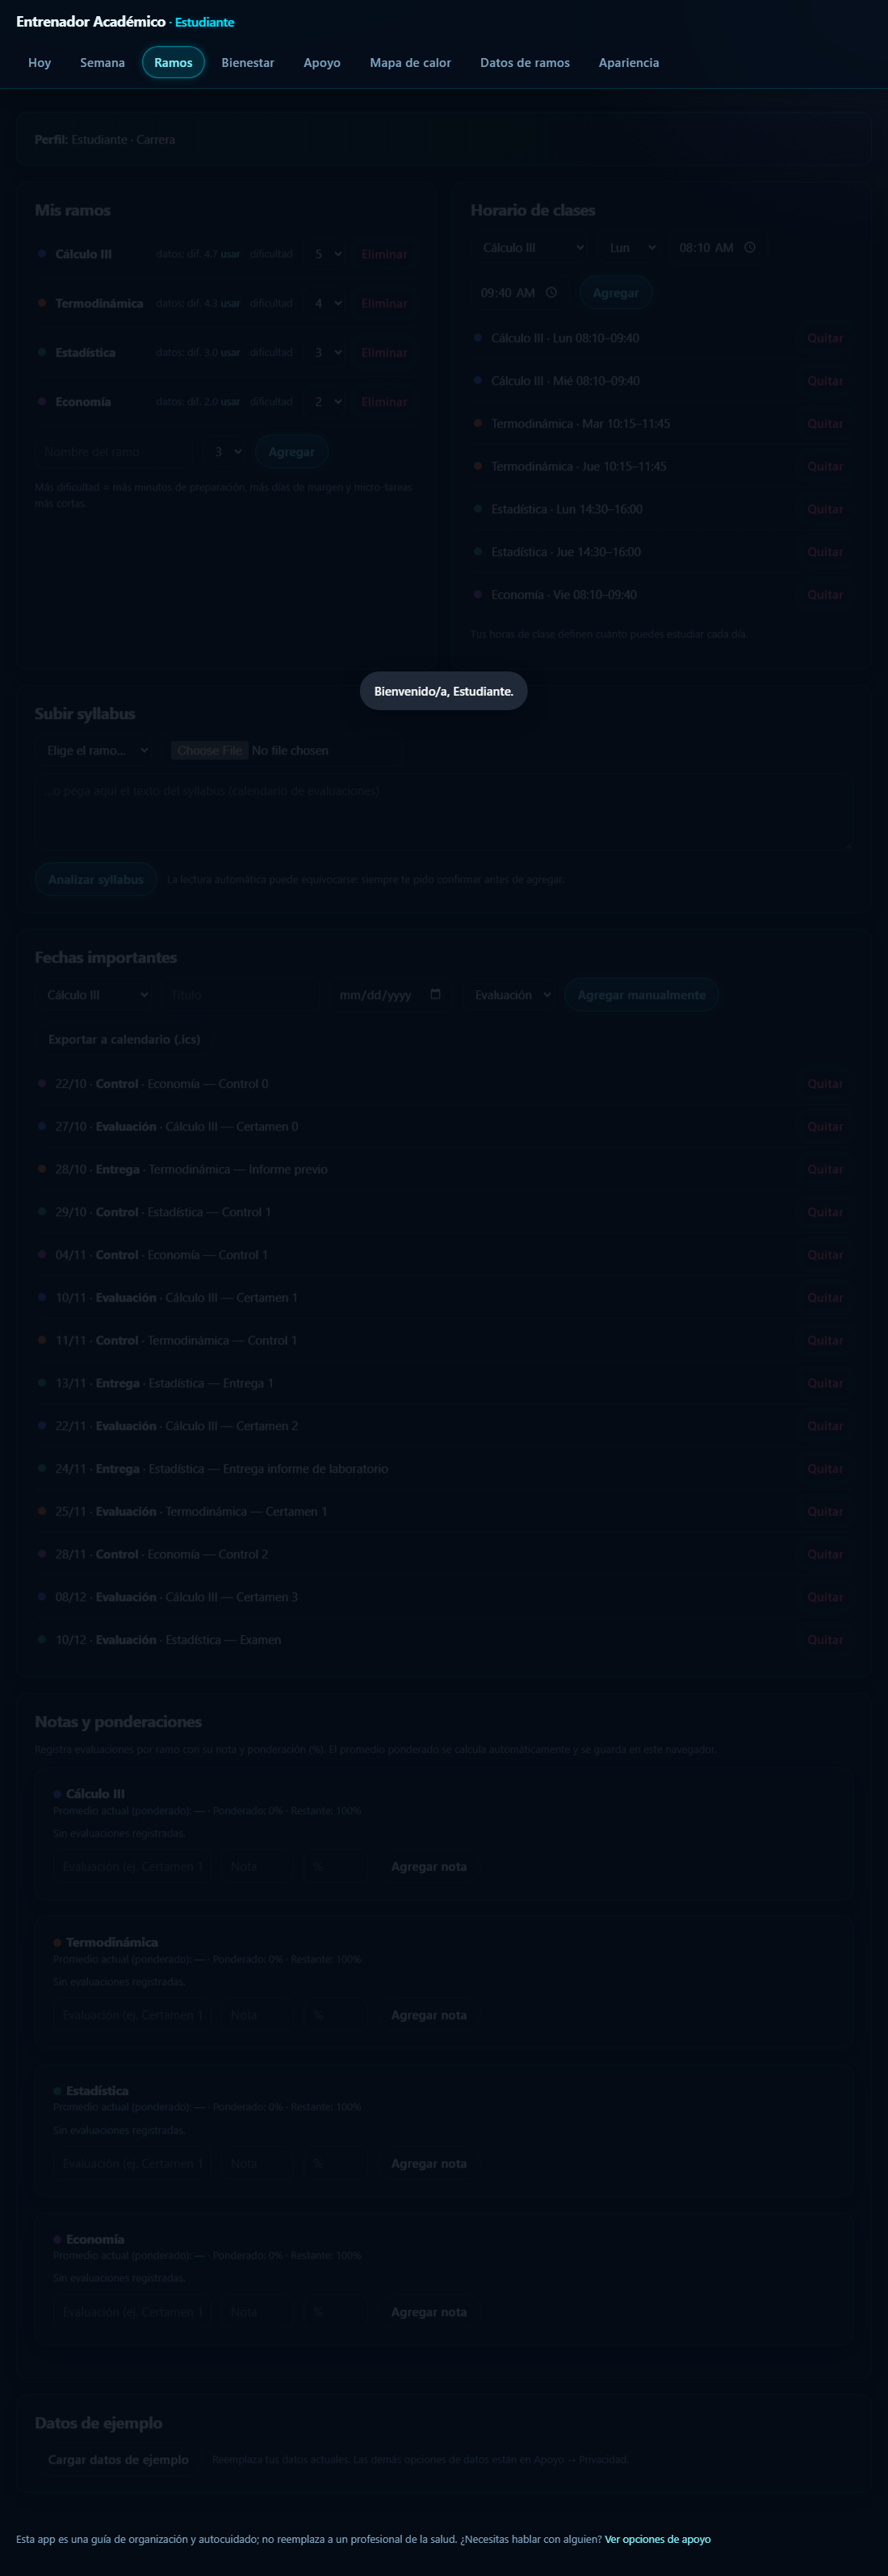 Entrenador Académico · Estudiante
Hoy Semana Ramos Bienestar Apoyo Mapa de calor Datos de ramos Apariencia
Perfil: Estudiante · Carrera
Mis ramos
Cálculo III datos: dif. 4.7 usar dificultad 5 Eliminar
Termodinámica datos: dif. 4.3 usar dificultad 4 Eliminar
Estadística datos: dif. 3.0 usar dificultad 3 Eliminar
Economía datos: dif. 2.0 usar dificultad 2 Eliminar
Nombre del ramo 3 Agregar
Más dificultad = más minutos de preparación, más días de margen y micro-tareas
más cortas.
Horario de clases
Cálculo III Lun 08:10 AM
09:40 AM Agregar
Cálculo III · Lun 08:10–09:40 Quitar
Cálculo III · Mié 08:10–09:40 Quitar
Termodinámica · Mar 10:15–11:45 Quitar
Termodinámica · Jue 10:15–11:45 Quitar
Estadística · Lun 14:30–16:00 Quitar
Estadística · Jue 14:30–16:00 Quitar
Economía · Vie 08:10–09:40 Quitar
Tus horas de clase definen cuánto puedes estudiar cada día.
Bienvenido/a, Estudiante.
Subir syllabus
Elige el ramo... Choose File No file chosen
...o pega aquí el texto del syllabus (calendario de evaluaciones)
Analizar syllabus La lectura automática puede equivocarse: siempre te pido confirmar antes de agregar.
Fechas importantes
Cálculo III Título mm/dd/yyyy Evaluación Agregar manualmente
Exportar a calendario (.ics)
22/10 · Control · Economía — Control 0 Quitar
27/10 · Evaluación · Cálculo III — Certamen 0 Quitar
28/10 · Entrega · Termodinámica — Informe previo Quitar
29/10 · Control · Estadística — Control 1 Quitar
04/11 · Control · Economía — Control 1 Quitar
10/11 · Evaluación · Cálculo III — Certamen 1 Quitar
11/11 · Control · Termodinámica — Control 1 Quitar
13/11 · Entrega · Estadística — Entrega 1 Quitar
22/11 · Evaluación · Cálculo III — Certamen 2 Quitar
24/11 · Entrega · Estadística — Entrega informe de laboratorio Quitar
25/11 · Evaluación · Termodinámica — Certamen 1 Quitar
28/11 · Control · Economía — Control 2 Quitar
08/12 · Evaluación · Cálculo III — Certamen 3 Quitar
10/12 · Evaluación · Estadística — Examen Quitar
Notas y ponderaciones
Registra evaluaciones por ramo con su nota y ponderación (%). El promedio ponderado se calcula automáticamente y se guarda en este navegador.
Cálculo III
Promedio actual (ponderado): — · Ponderado: 0% · Restante: 100%
Sin evaluaciones registradas.
Evaluación (ej. Certamen 1 Nota % Agregar nota
Termodinámica
Promedio actual (ponderado): — · Ponderado: 0% · Restante: 100%
Sin evaluaciones registradas.
Evaluación (ej. Certamen 1 Nota % Agregar nota
Estadística
Promedio actual (ponderado): — · Ponderado: 0% · Restante: 100%
Sin evaluaciones registradas.
Evaluación (ej. Certamen 1 Nota % Agregar nota
Economía
Promedio actual (ponderado): — · Ponderado: 0% · Restante: 100%
Sin evaluaciones registradas.
Evaluación (ej. Certamen 1 Nota % Agregar nota
Datos de ejemplo
Cargar datos de ejemplo Reemplaza tus datos actuales. Las demás opciones de datos están en Apoyo → Privacidad.
Esta app es una guía de organización y autocuidado; no reemplaza a un profesional de la salud. ¿Necesitas hablar con alguien? Ver opciones de apoyo